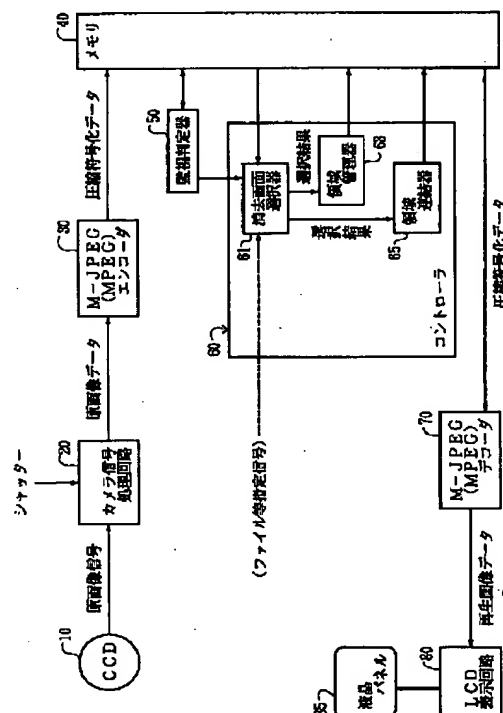 シャッター
10
CCD
原画像信号
20
カメラ信号
処理回路
原画像データ
30
M-JPEG
(MPEG)
エンコーダ
圧縮符号化データ
40
メモリ
50
監視判定器
60
コントローラ
61
消去画面
選択器
選択結果
領域
管理器
68
選択
結果
65
領域
連結器
(ファイル等指定信号)
圧縮符号化データ
70
M-JPEG
(MPEG)
デコーダ
再生画像データ
80
LCD
表示回路
85
液晶
パネル